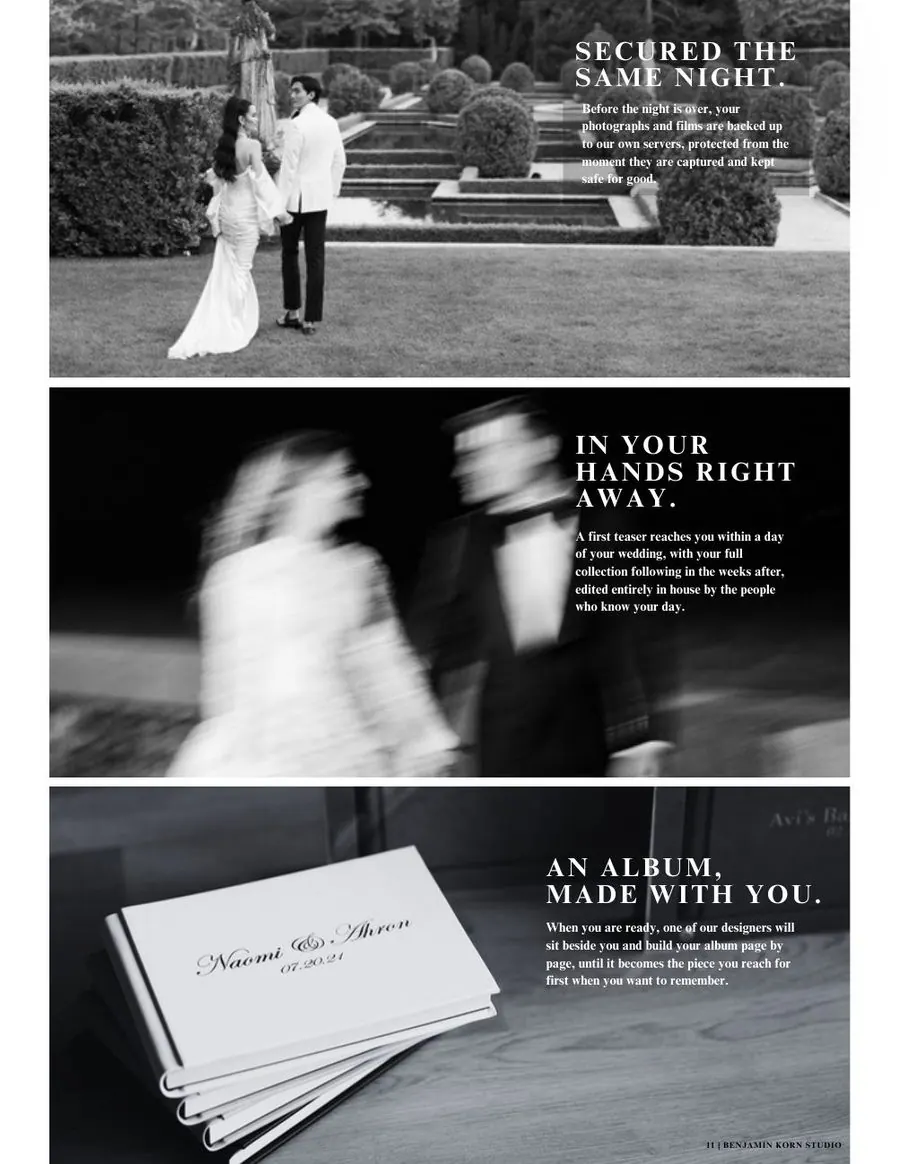 SECURED THE
SAME NIGHT.
Before the night is over, your
photographs and films are backed up
to our own servers, protected from the
moment they are captured and kept
safe for good.
IN YOUR
HANDS RIGHT
AWAY.
A first teaser reaches you within a day
of your wedding, with your full
collection following in the weeks after,
edited entirely in house by the people
who know your day.
Avi's Ba
02
AN ALBUM,
MADE WITH YOU.
When you are ready, one of our designers will
sit beside you and build your album page by
page, until it becomes the piece you reach for
first when you want to remember.
Naomi & Ahron
07.20.21
11 | BENJAMIN KORN STUDIO